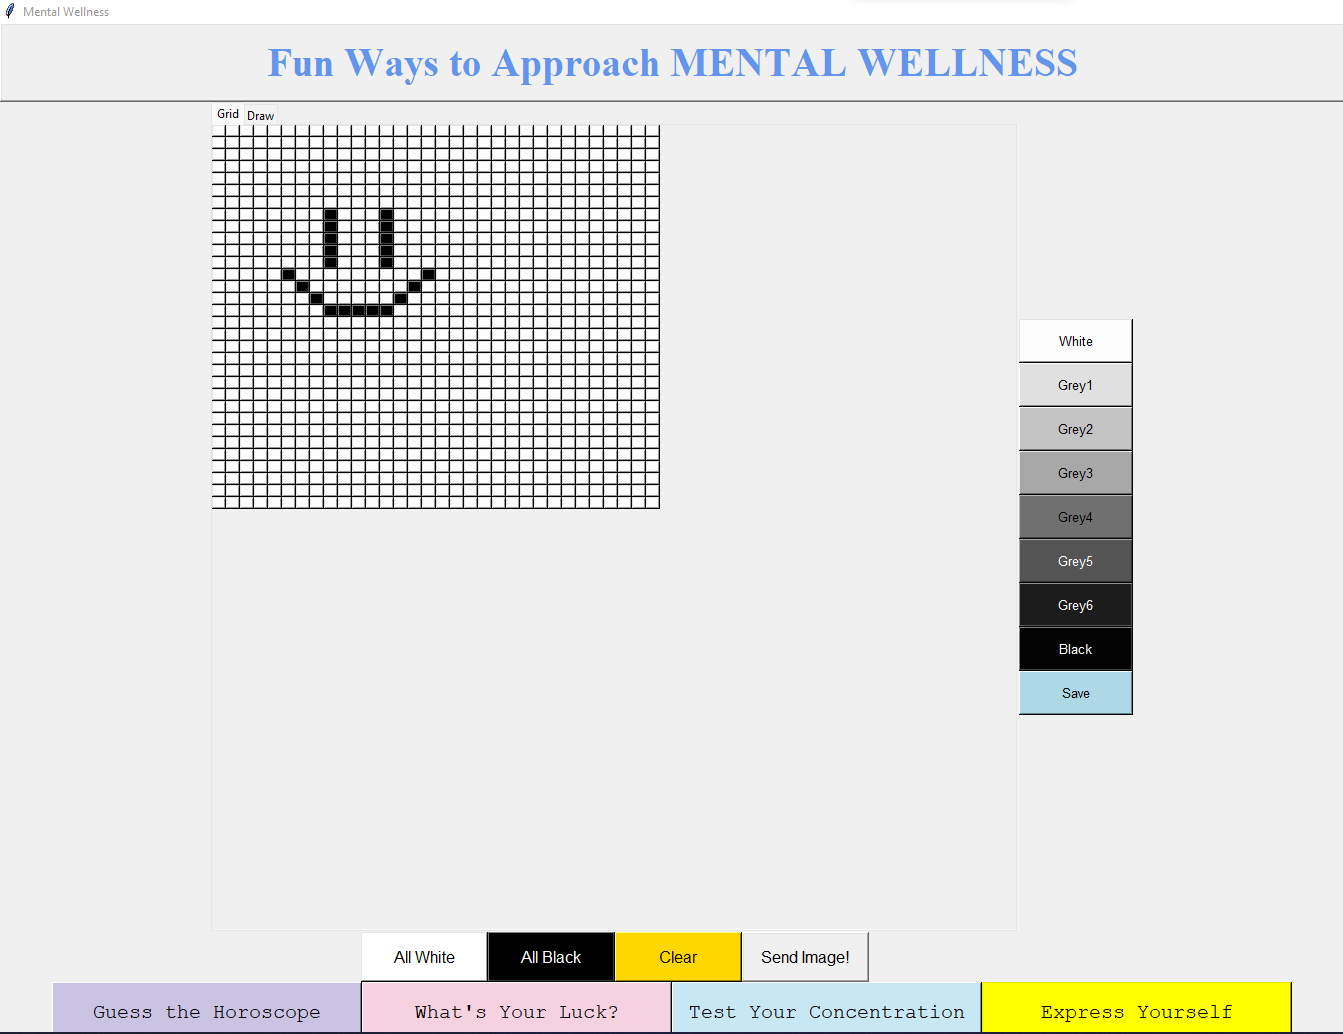 Mental Wellness
Fun Ways to Approach MENTAL WELLNESS
Grid Draw
White
Grey1
Grey2
Grey3
Grey4
Grey5
Grey6
Black
Save
All White All Black Clear Send Image!
Guess the Horoscope What's Your Luck? Test Your Concentration Express Yourself